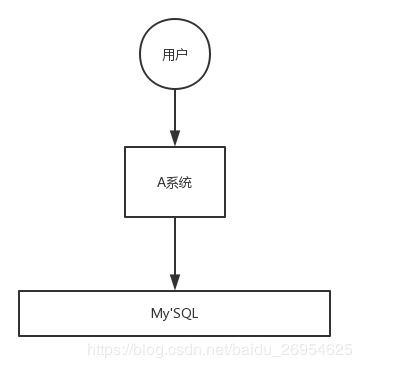 用户
A系统
My'SQL
https://blog.csdn.net/baidu_26954625